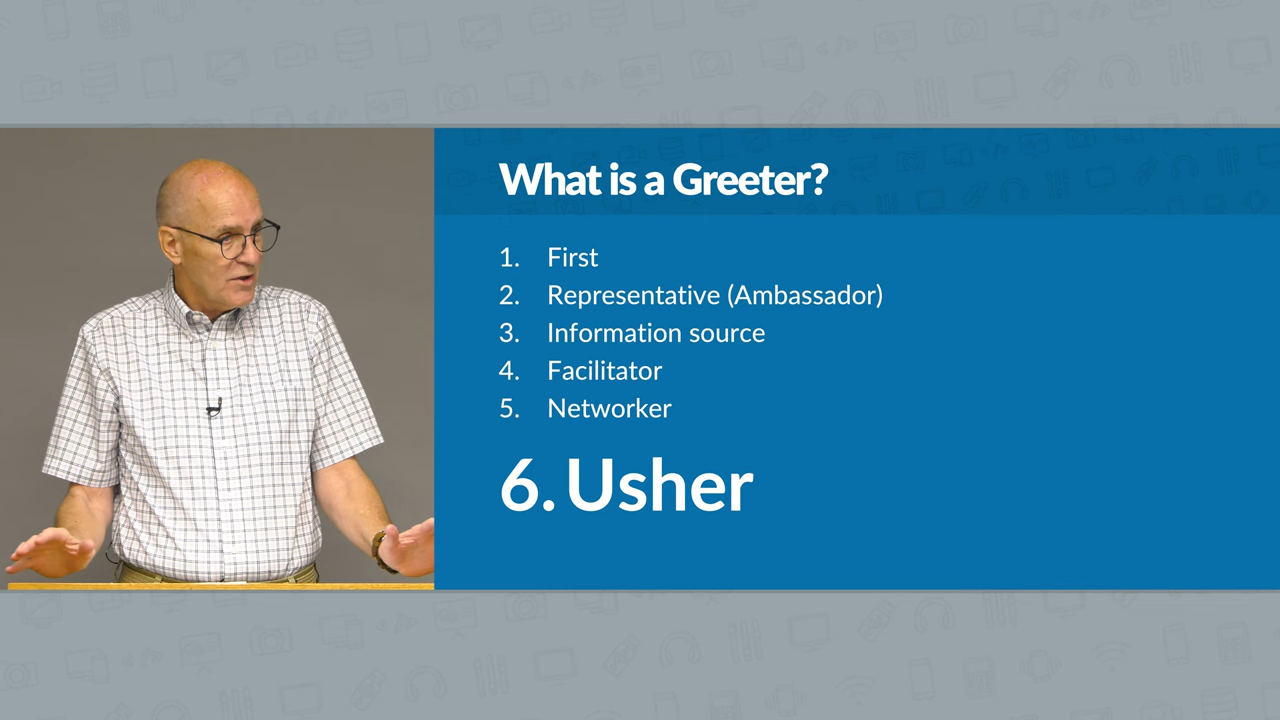 What is a Greeter?
1. First
2. Representative (Ambassador)
3. Information source
4. Facilitator
5. Networker
6. Usher